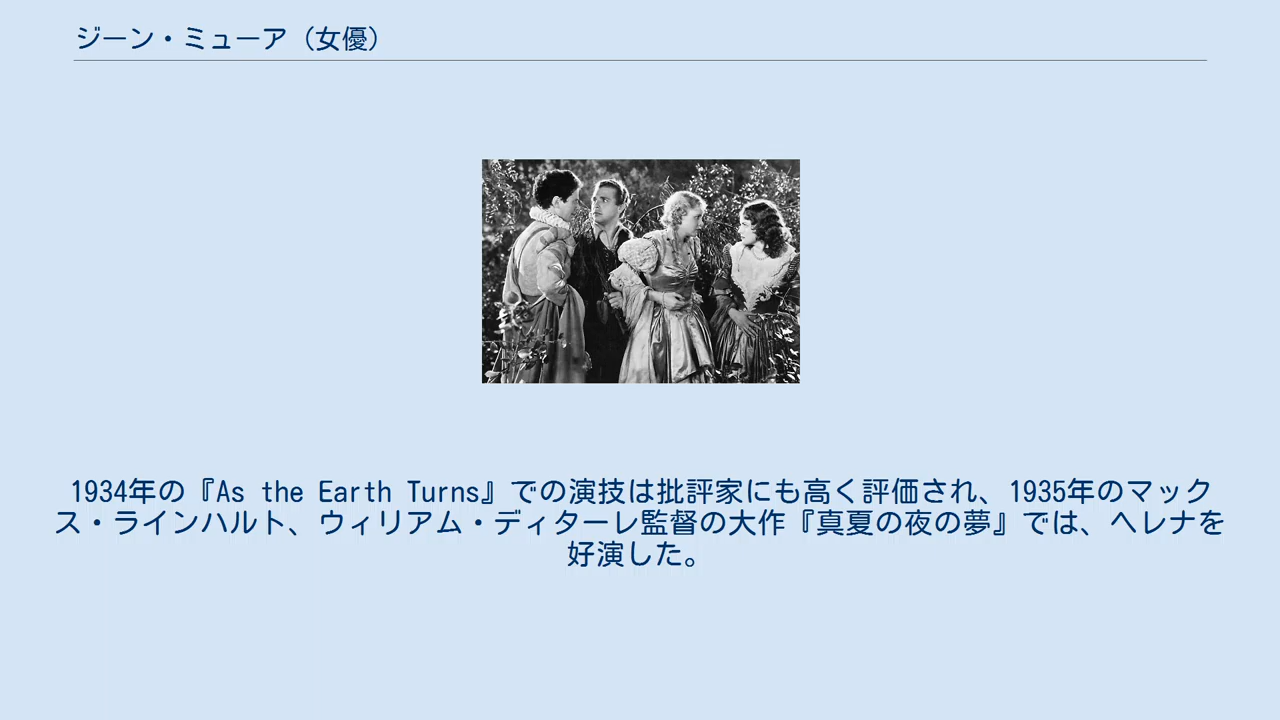 ジーン・ミューア（女優）
1934年の『As the Earth Turns』での演技は批評家にも高く評価され、1935年のマック
ス・ラインハルト、ウィリアム・ディターレ監督の大作『真夏の夜の夢』では、ヘレナを
好演した。